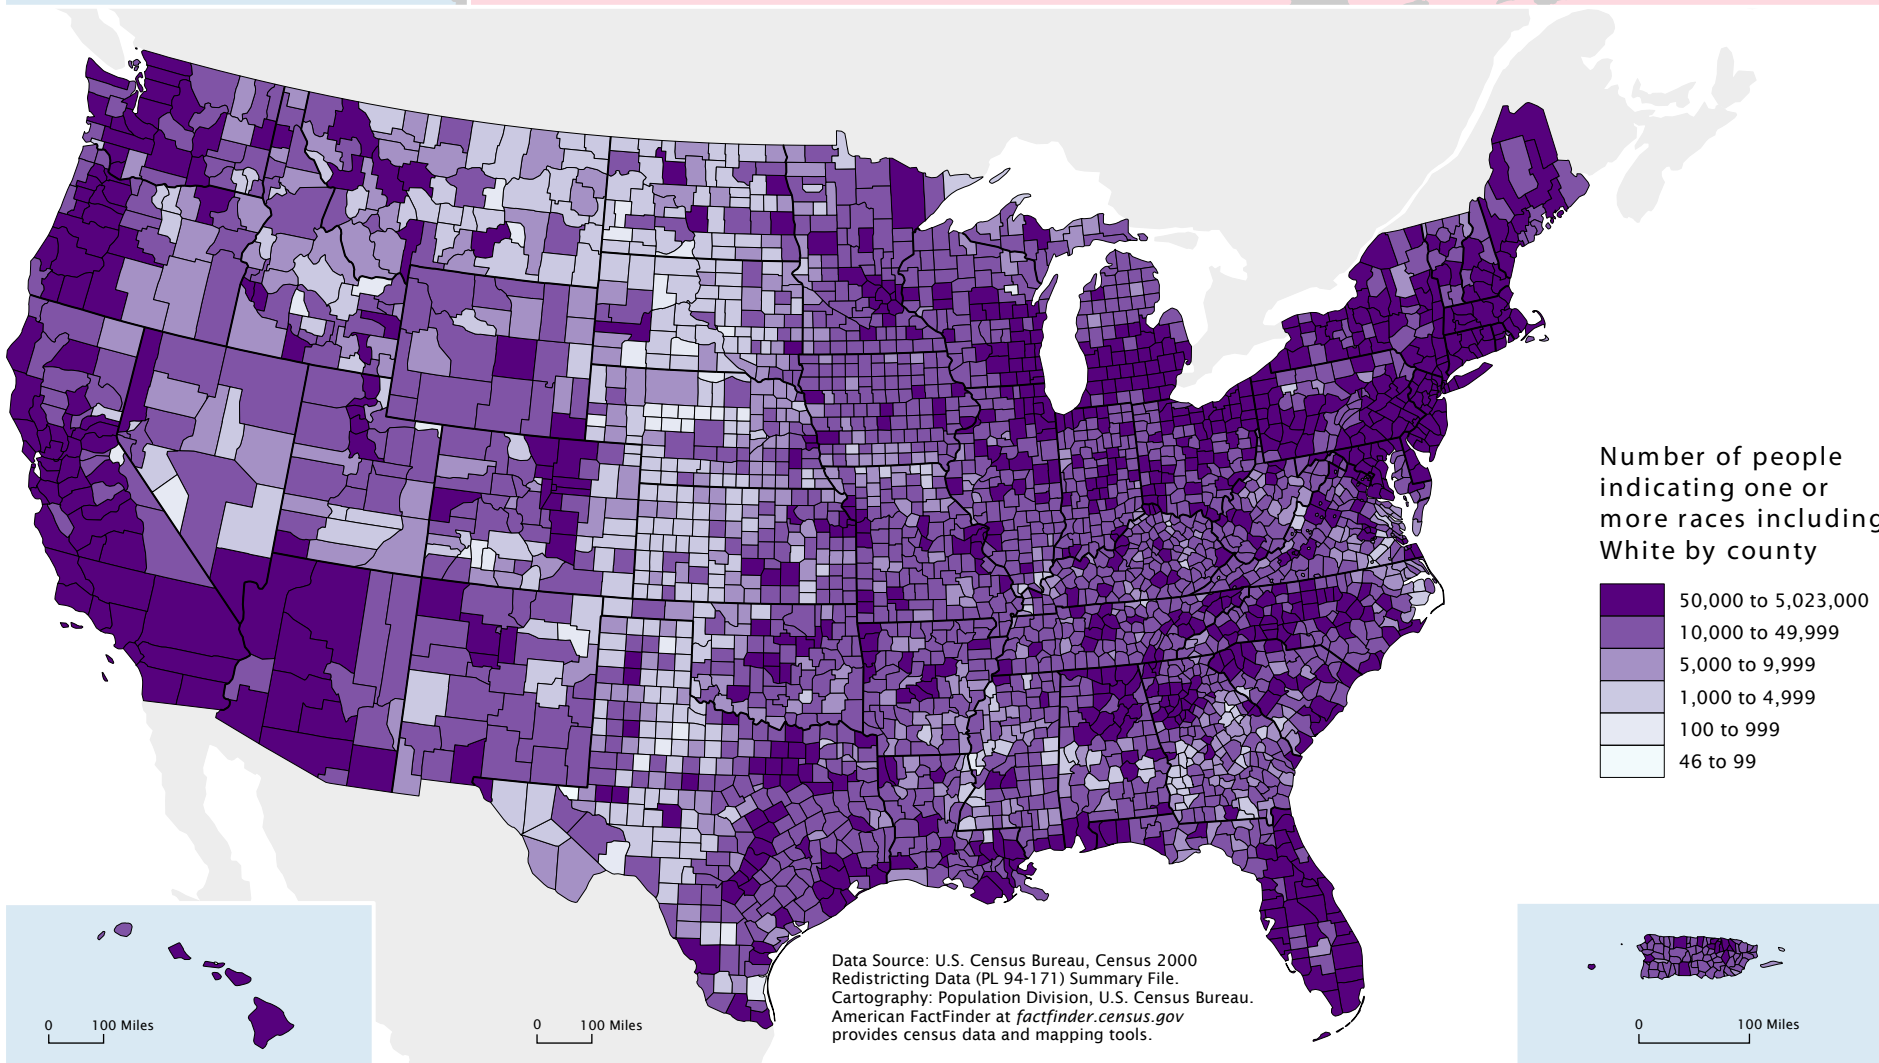 Number of people
indicating one or
more races including
White by county
50,000 to 5,023,000
10,000 to 49,999
5,000 to 9,999
1,000 to 4,999
100 to 999
46 to 99
Data Source: U.S. Census Bureau, Census 2000
Redistricting Data (PL 94-171) Summary File.
Cartography: Population Division, U.S. Census Bureau.
American FactFinder at factfinder.census.gov
provides census data and mapping tools.
0 100 Miles
0 100 Miles
0 100 Miles